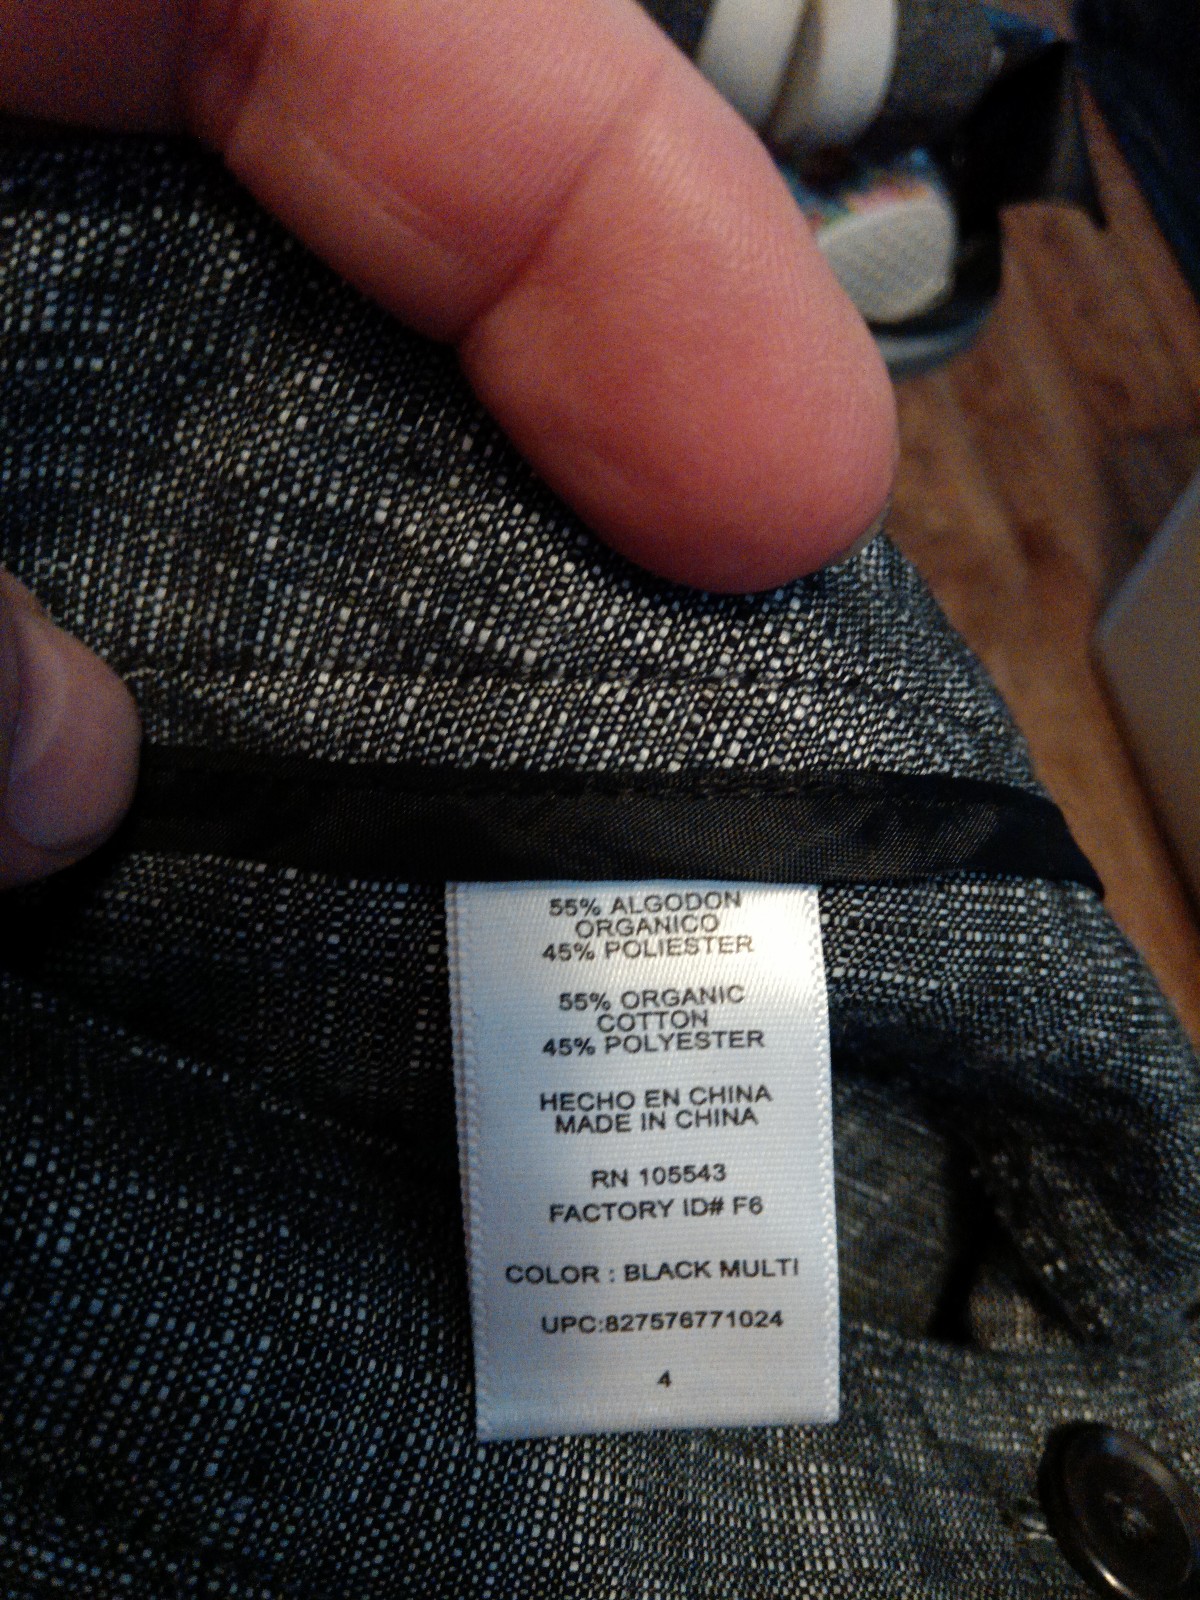 55% ALGODON
ORGANICO
45% POLIESTER
55% ORGANIC
COTTON
45% POLYESTER
HECHO EN CHINA
MADE IN CHINA
RN 105543
FACTORY ID# F6
COLOR : BLACK MULTI
UPC:827576771024
4